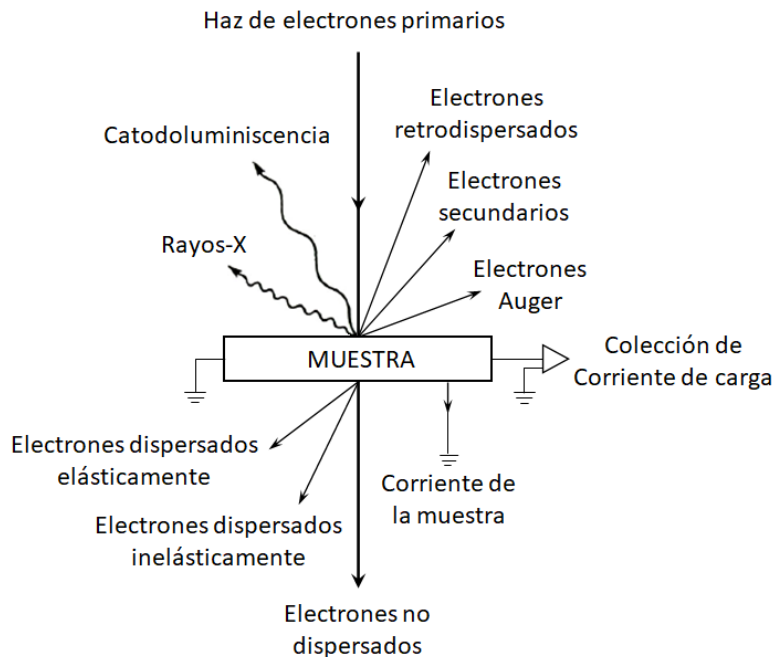 Haz de electrones primarios
Electrones
retrodispersados
Catodoluminiscencia
Electrones
secundarios
Rayos-X
Electrones
Auger
MUESTRA
Colección de
Corriente de carga
Electrones dispersados
elásticamente
Corriente de
la muestra
Electrones dispersados
inelásticamente
Electrones no
dispersados